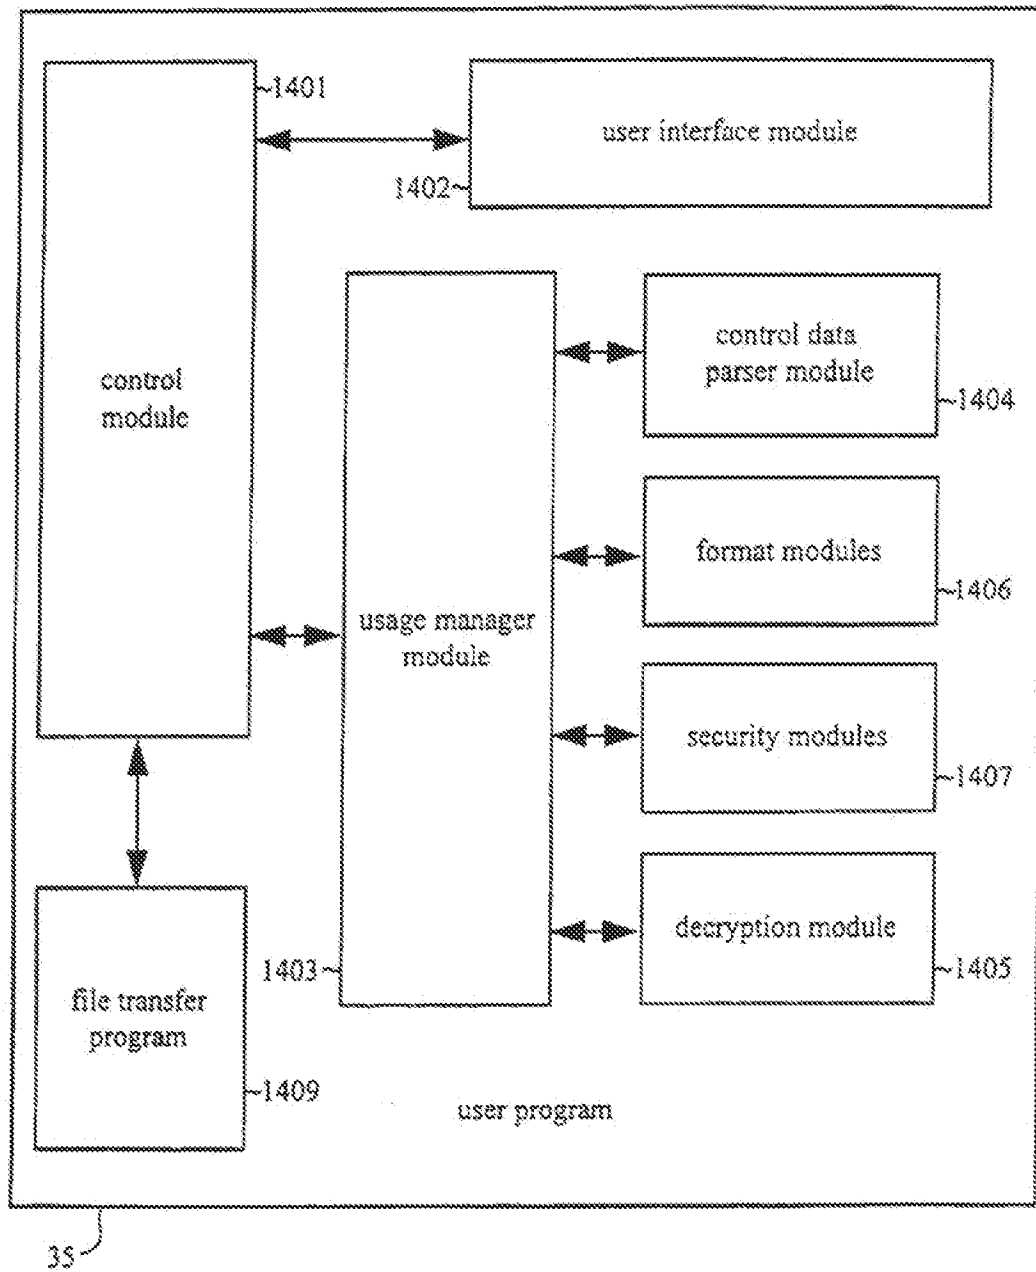 1401
user interface module
1402
control
module
control data
parser module
1404
format modules
1406
usage manager
module
security modules
1407
decryption module
1405
1403
file transfer
program
1409
user program
35